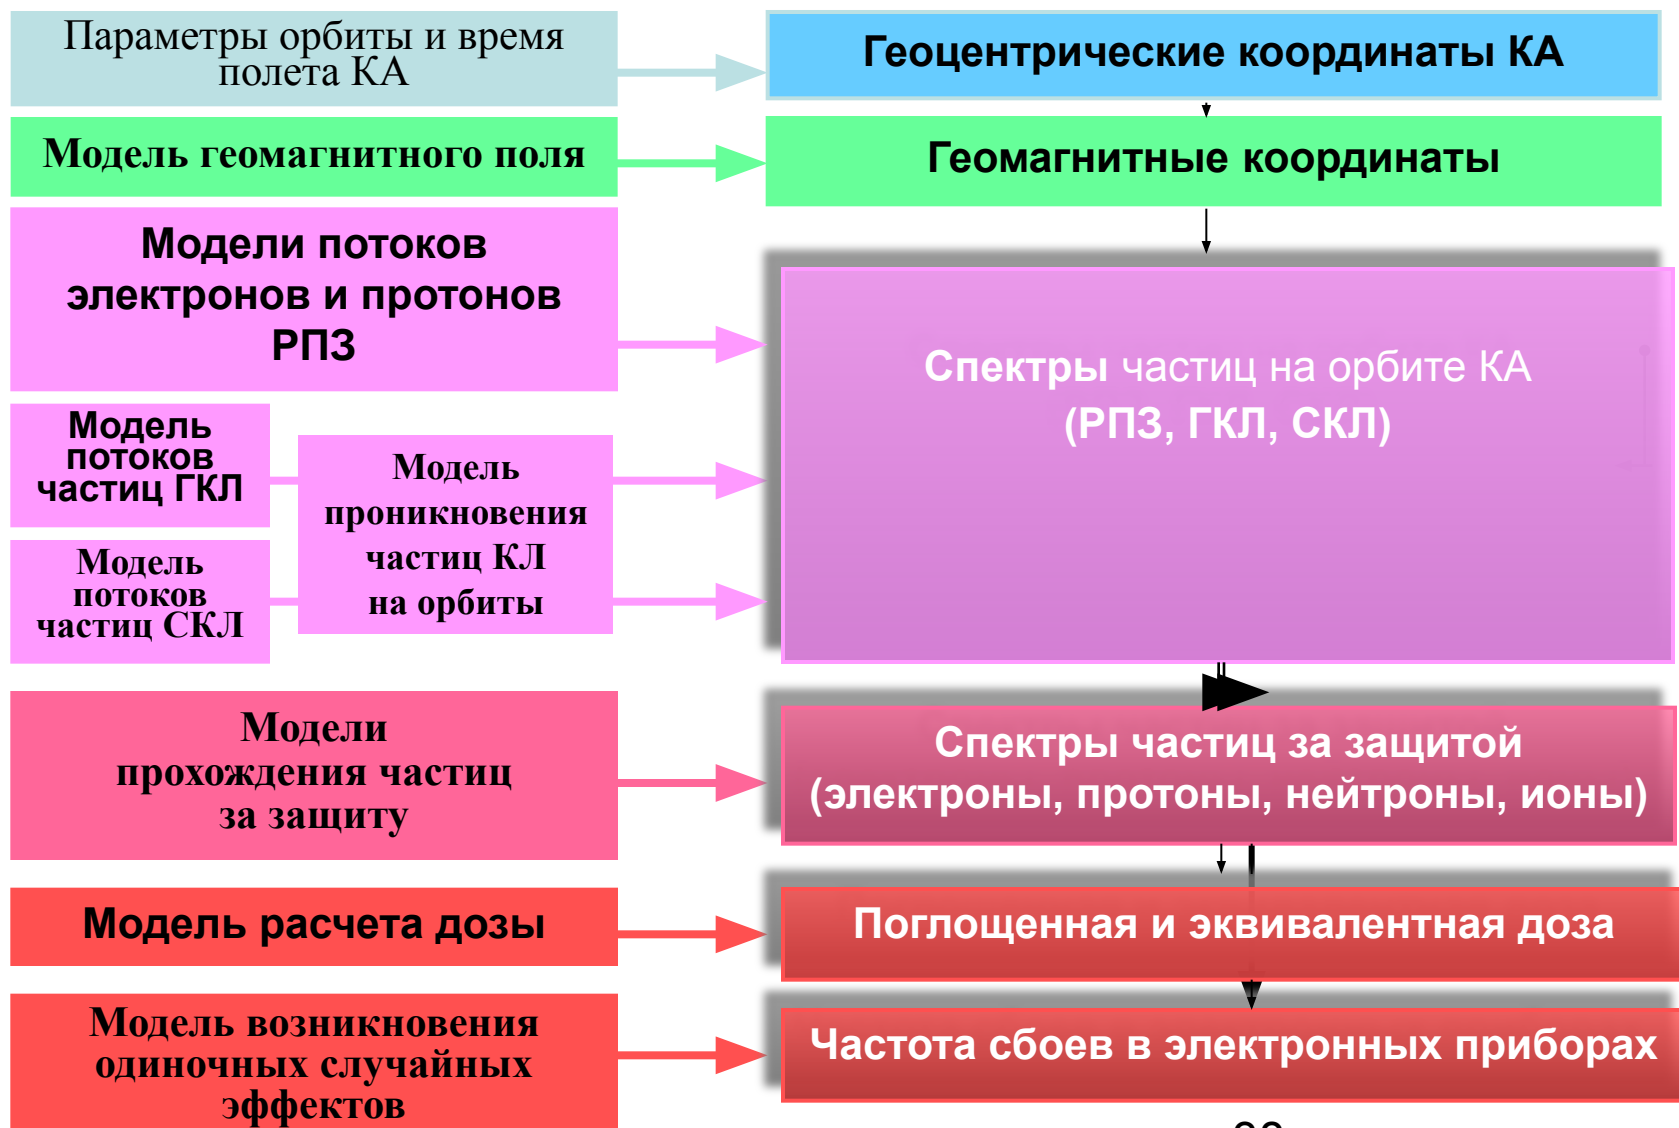 Параметры орбиты и время
полета КА
Геоцентрические координаты КА
Модель геомагнитного поля
Геомагнитные координаты
Модели потоков
электронов и протонов
РПЗ
Спектры частиц на орбите КА
(РПЗ, ГКЛ, СКЛ)
Модель
потоков
частиц ГКЛ
Модель
проникновения
частиц КЛ
на орбиты
Модель
потоков
частиц СКЛ
Модели
прохождения частиц
за защиту
Спектры частиц за защитой
(электроны, протоны, нейтроны, ионы)
Модель расчета дозы
Поглощенная и эквивалентная доза
Модель возникновения
одиночных случайных
эффектов
Частота сбоев в электронных приборах